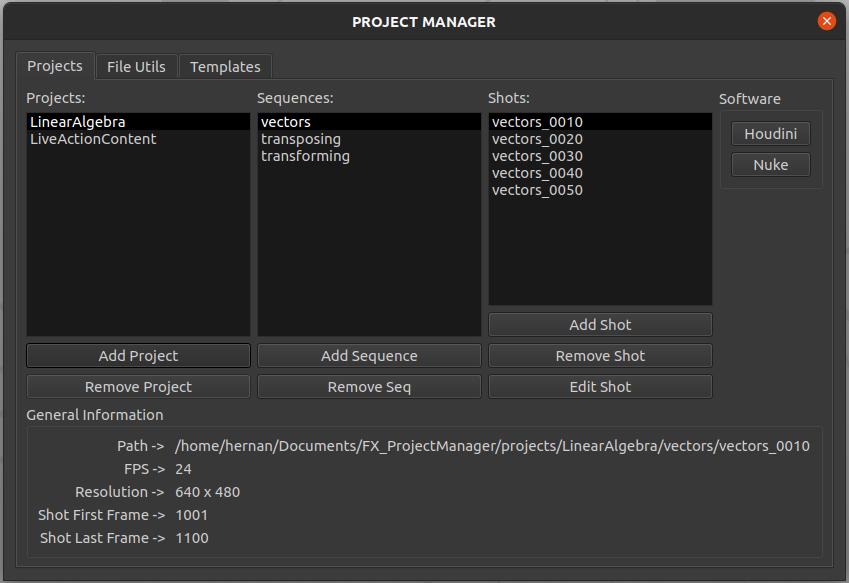 PROJECT MANAGER
Projects
File Utils
Templates
Projects:
LinearAlgebra
LiveActionContent
Add Project
Remove Project
Sequences:
vectors
transposing
transforming
Add Sequence
Remove Seq
Shots:
vectors_0010
vectors_0020
vectors_0030
vectors_0040
vectors_0050
Add Shot
Remove Shot
Edit Shot
Software
Houdini
Nuke
General Information
Path -> /home/hernan/Documents/FX_ProjectManager/projects/LinearAlgebra/vectors/vectors_0010
FPS -> 24
Resolution -> 640 x 480
Shot First Frame -> 1001
Shot Last Frame -> 1100